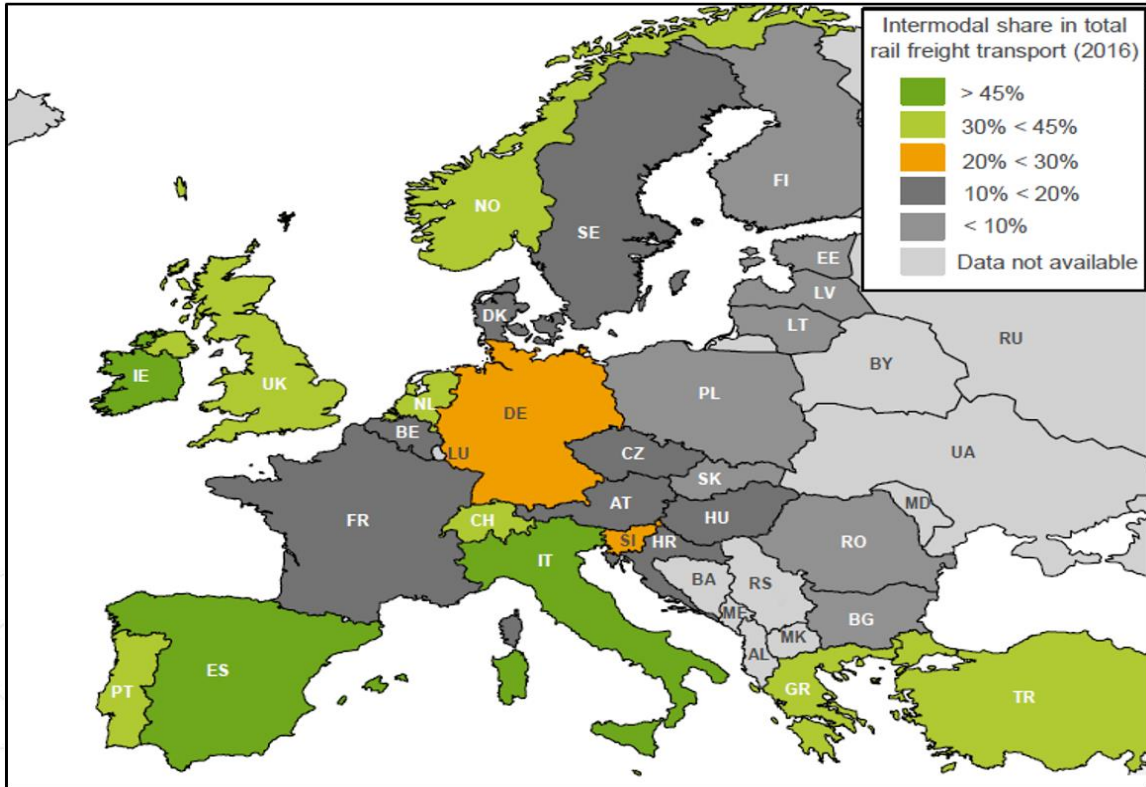 Intermodal share in total
rail freight transport (2016)
> 45%
30% < 45%
20% < 30%
10% < 20%
< 10%
Data not available
NO
SE
FI
EE
LV
LT
RU
DK
BY
IE
UK
NL
DE
PL
BE
LU
CZ
UA
SK
MD
FR
AT
HU
CH
SI
HR
RO
IT
BA
RS
ME
BG
MK
AL
ES
PT
GR
TR